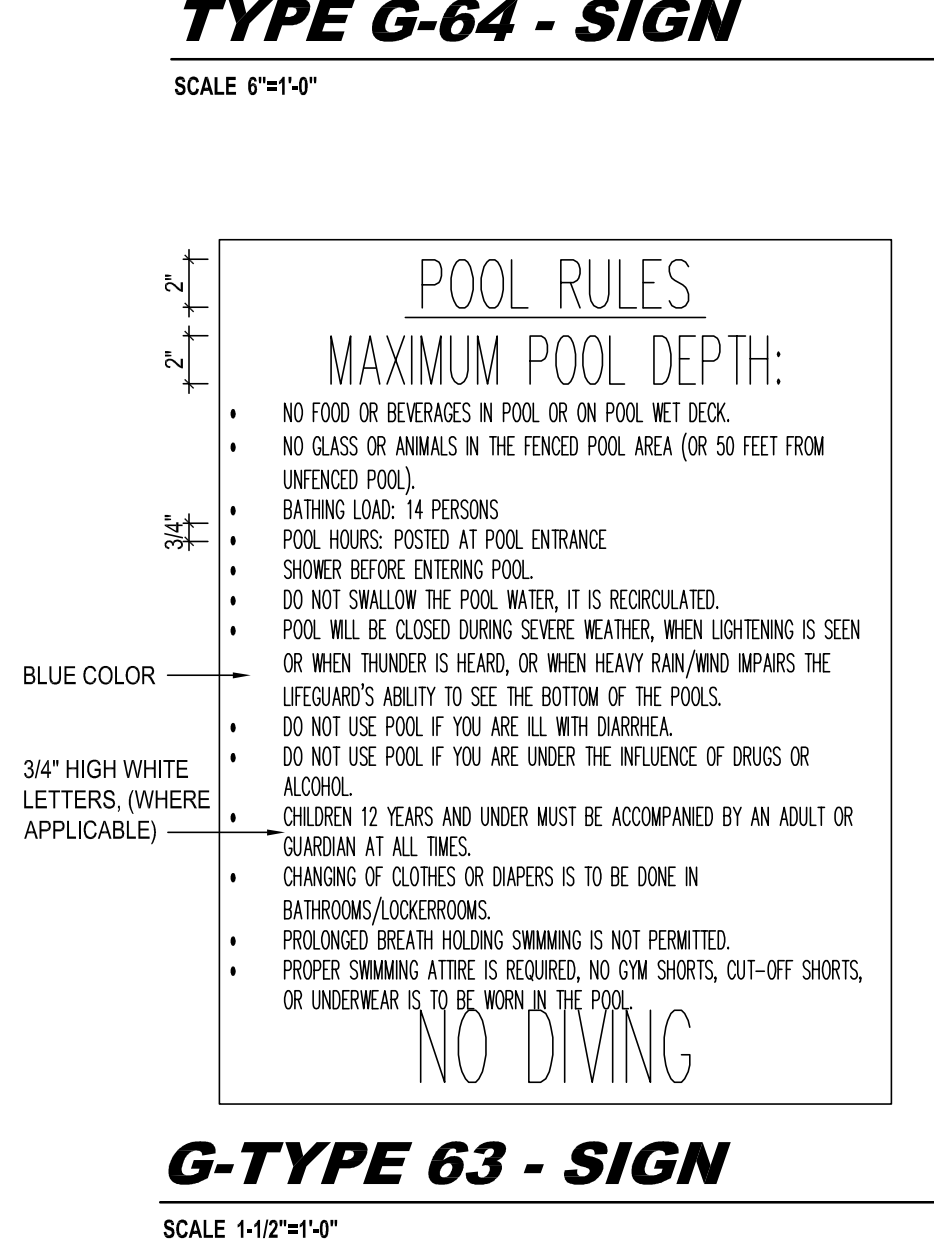 TYPE G-64 - SIGN
SCALE 6"=1'-0"
2"
POOL RULES
2"
MAXIMUM POOL DEPTH:
• NO FOOD OR BEVERAGES IN POOL OR ON POOL WET DECK.
• NO GLASS OR ANIMALS IN THE FENCED POOL AREA (OR 50 FEET FROM
UNFENCED POOL).
• BATHING LOAD: 14 PERSONS
3/4"
• POOL HOURS: POSTED AT POOL ENTRANCE
• SHOWER BEFORE ENTERING POOL.
• DO NOT SWALLOW THE POOL WATER, IT IS RECIRCULATED.
• POOL WILL BE CLOSED DURING SEVERE WEATHER, WHEN LIGHTENING IS SEEN
OR WHEN THUNDER IS HEARD, OR WHEN HEAVY RAIN/WIND IMPAIRS THE
LIFEGUARD'S ABILITY TO SEE THE BOTTOM OF THE POOLS.
• DO NOT USE POOL IF YOU ARE ILL WITH DIARRHEA.
• DO NOT USE POOL IF YOU ARE UNDER THE INFLUENCE OF DRUGS OR
ALCOHOL.
• CHILDREN 12 YEARS AND UNDER MUST BE ACCOMPANIED BY AN ADULT OR
GUARDIAN AT ALL TIMES.
• CHANGING OF CLOTHES OR DIAPERS IS TO BE DONE IN
BATHROOMS/LOCKERROOMS.
• PROLONGED BREATH HOLDING SWIMMING IS NOT PERMITTED.
• PROPER SWIMMING ATTIRE IS REQUIRED, NO GYM SHORTS, CUT-OFF SHORTS,
OR UNDERWEAR IS TO BE WORN IN THE POOL.
NO DIVING
BLUE COLOR
3/4" HIGH WHITE
LETTERS, (WHERE
APPLICABLE)
G-TYPE 63 - SIGN
SCALE 1-1/2"=1'-0"